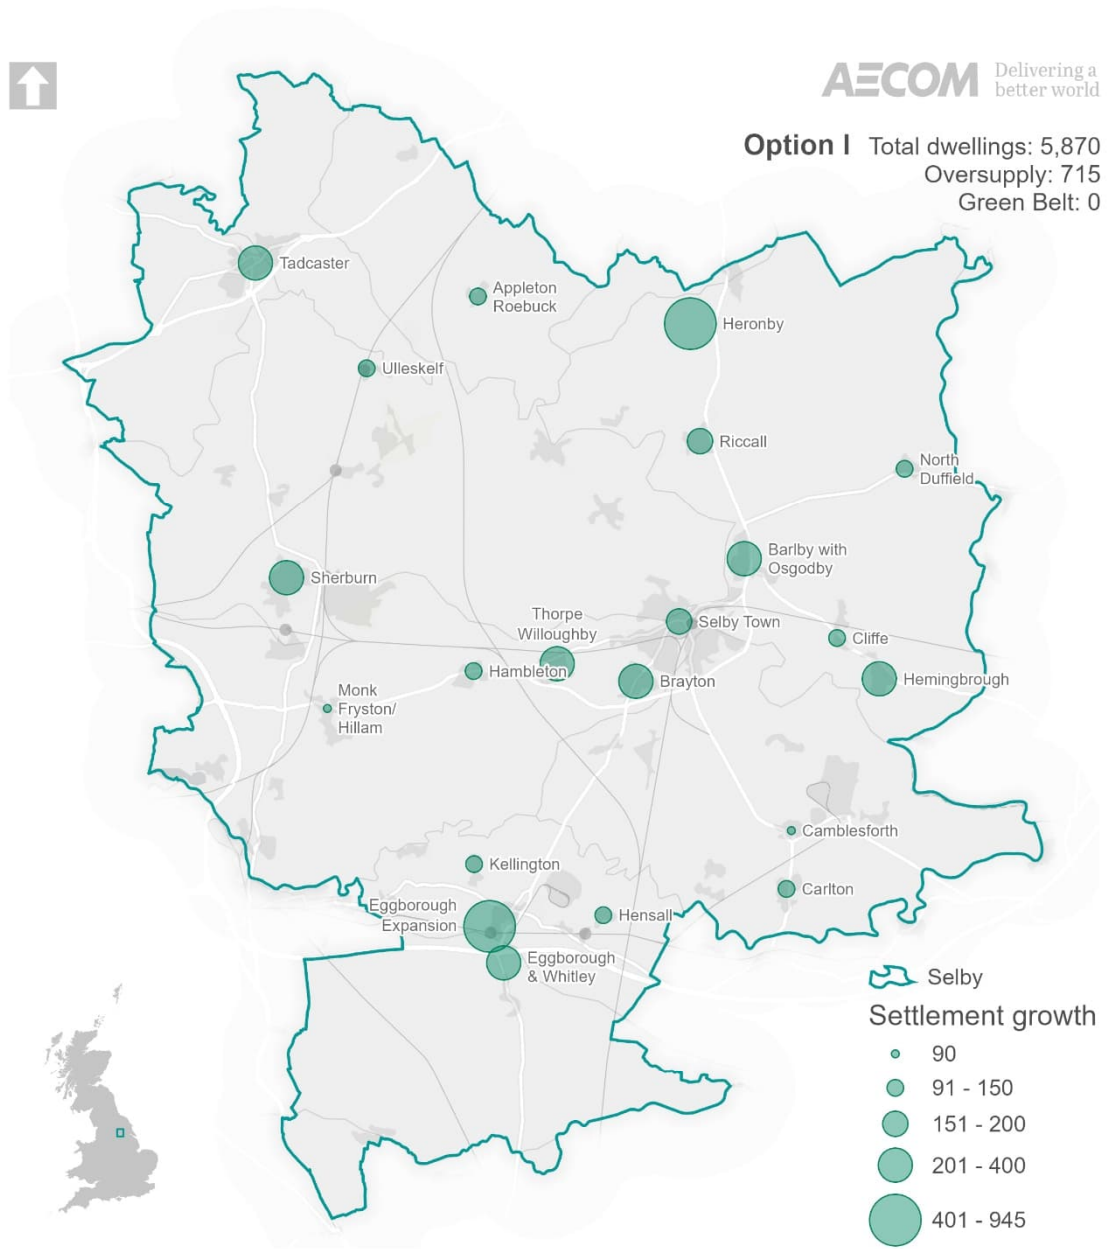 AECOM
Delivering a
better world
Option I Total dwellings: 5,870
Oversupply: 715
Green Belt: 0
Tadcaster
Appleton
Roebuck
Heronby
Ulleskelf
Riccall
North
Duffield
Barlby with
Osgodby
Sherburn
Thorpe
Willoughby
Selby Town
Cliffe
Hambleton
Brayton
Hemingbrough
Monk
Fryston/
Hillam
Camblesforth
Kellington
Carlton
Eggborough
Expansion
Hensall
Eggborough
& Whitley
Selby
Settlement growth
90
91 - 150
151 - 200
201 - 400
401 - 945